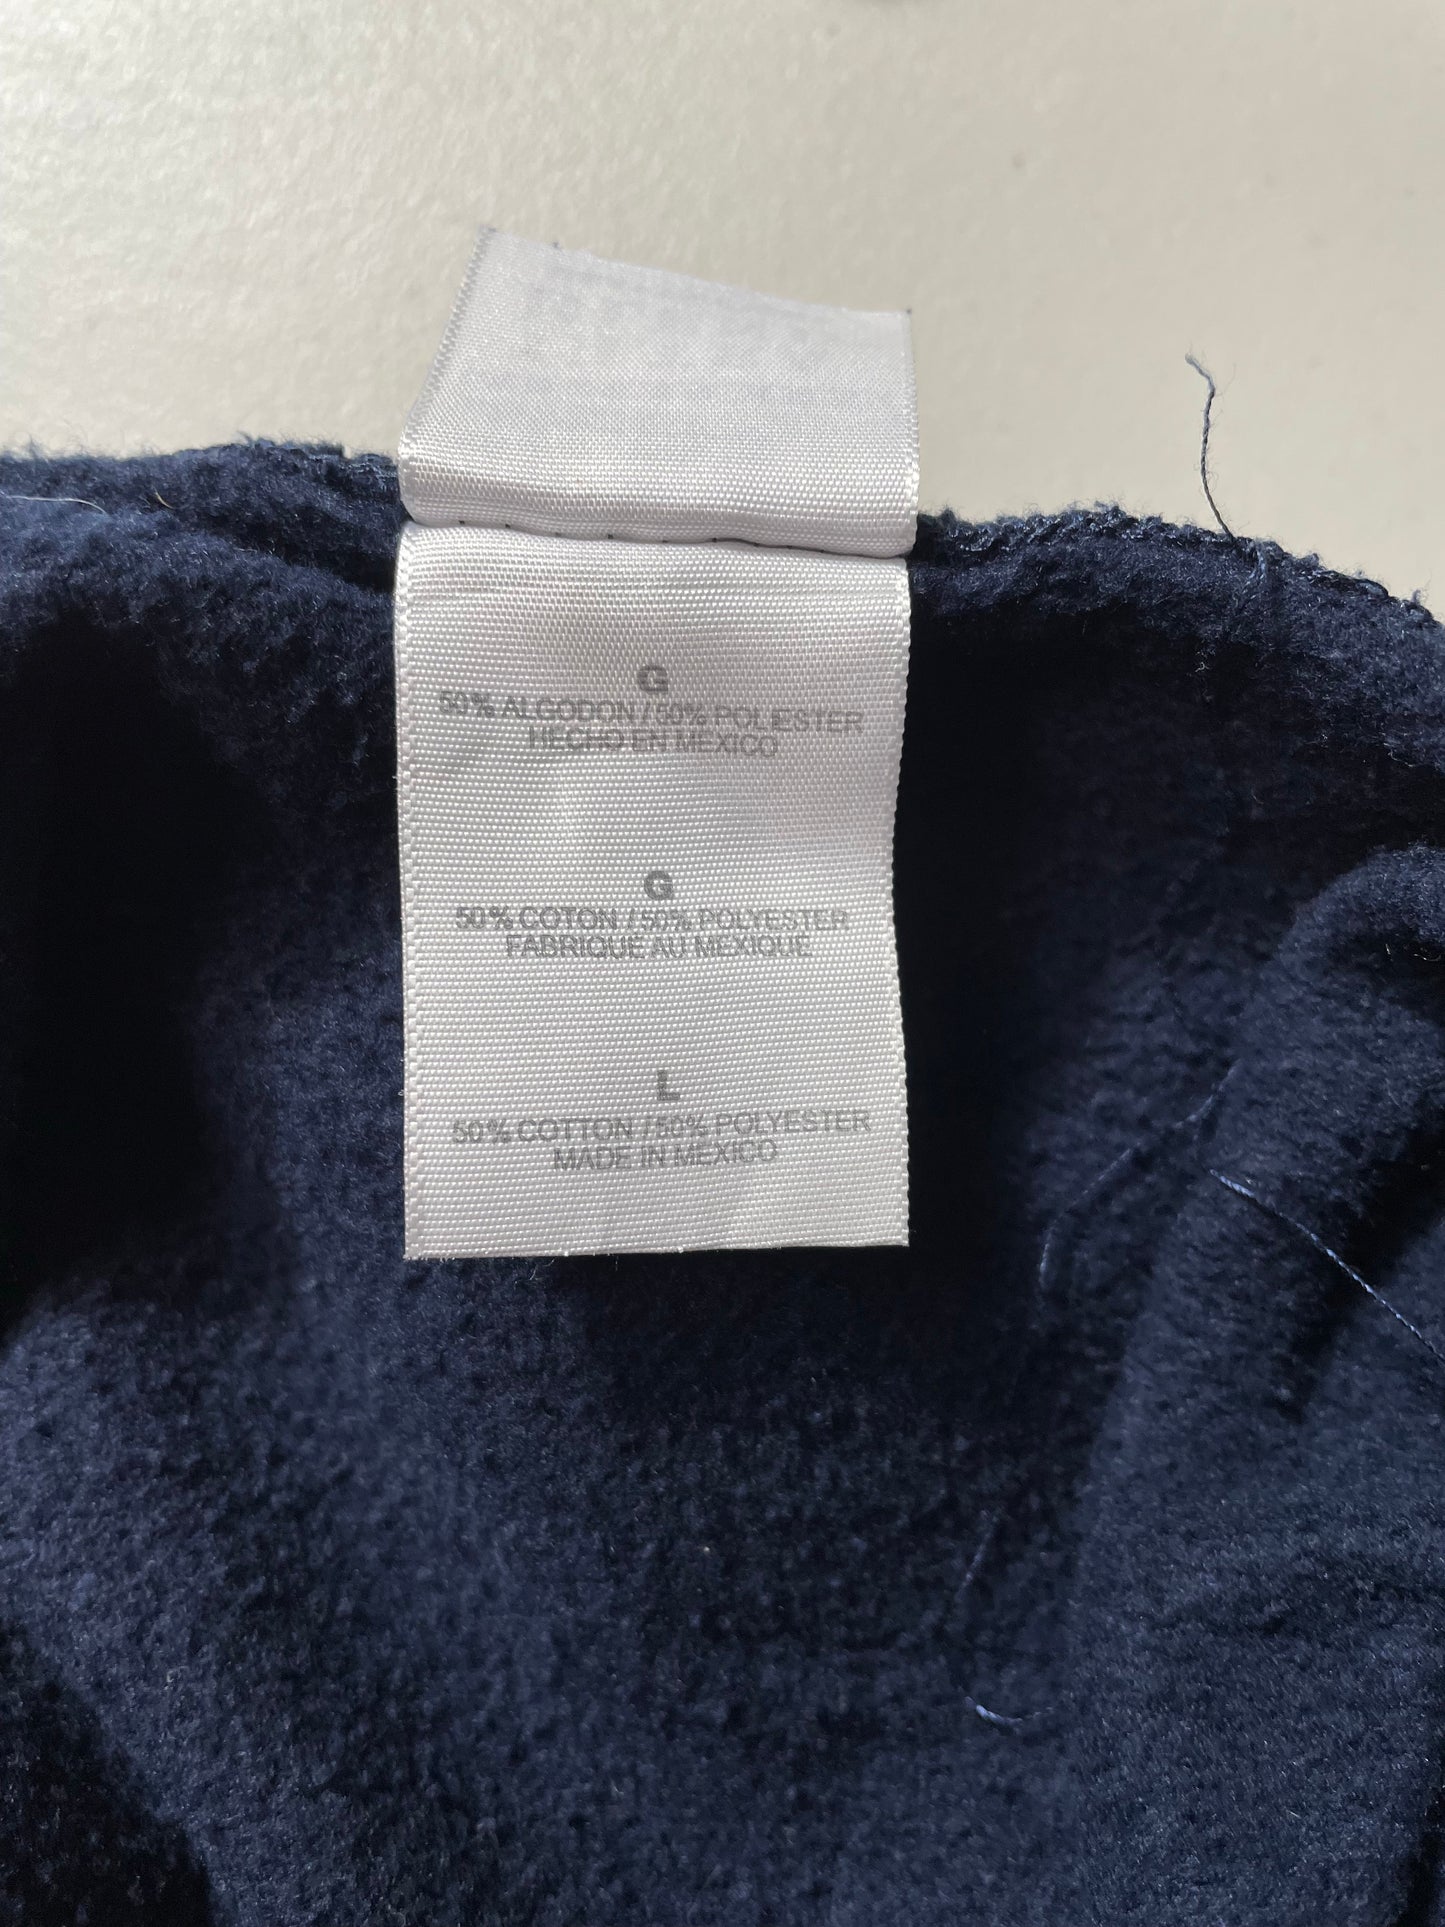 G
50% ALGODON / 50% POLIESTER
HECHO EN MEXICO
G
50% COTON / 50% POLYESTER
FABRIQUE AU MEXIQUE
L
50% COTTON / 50% POLYESTER
MADE IN MEXICO